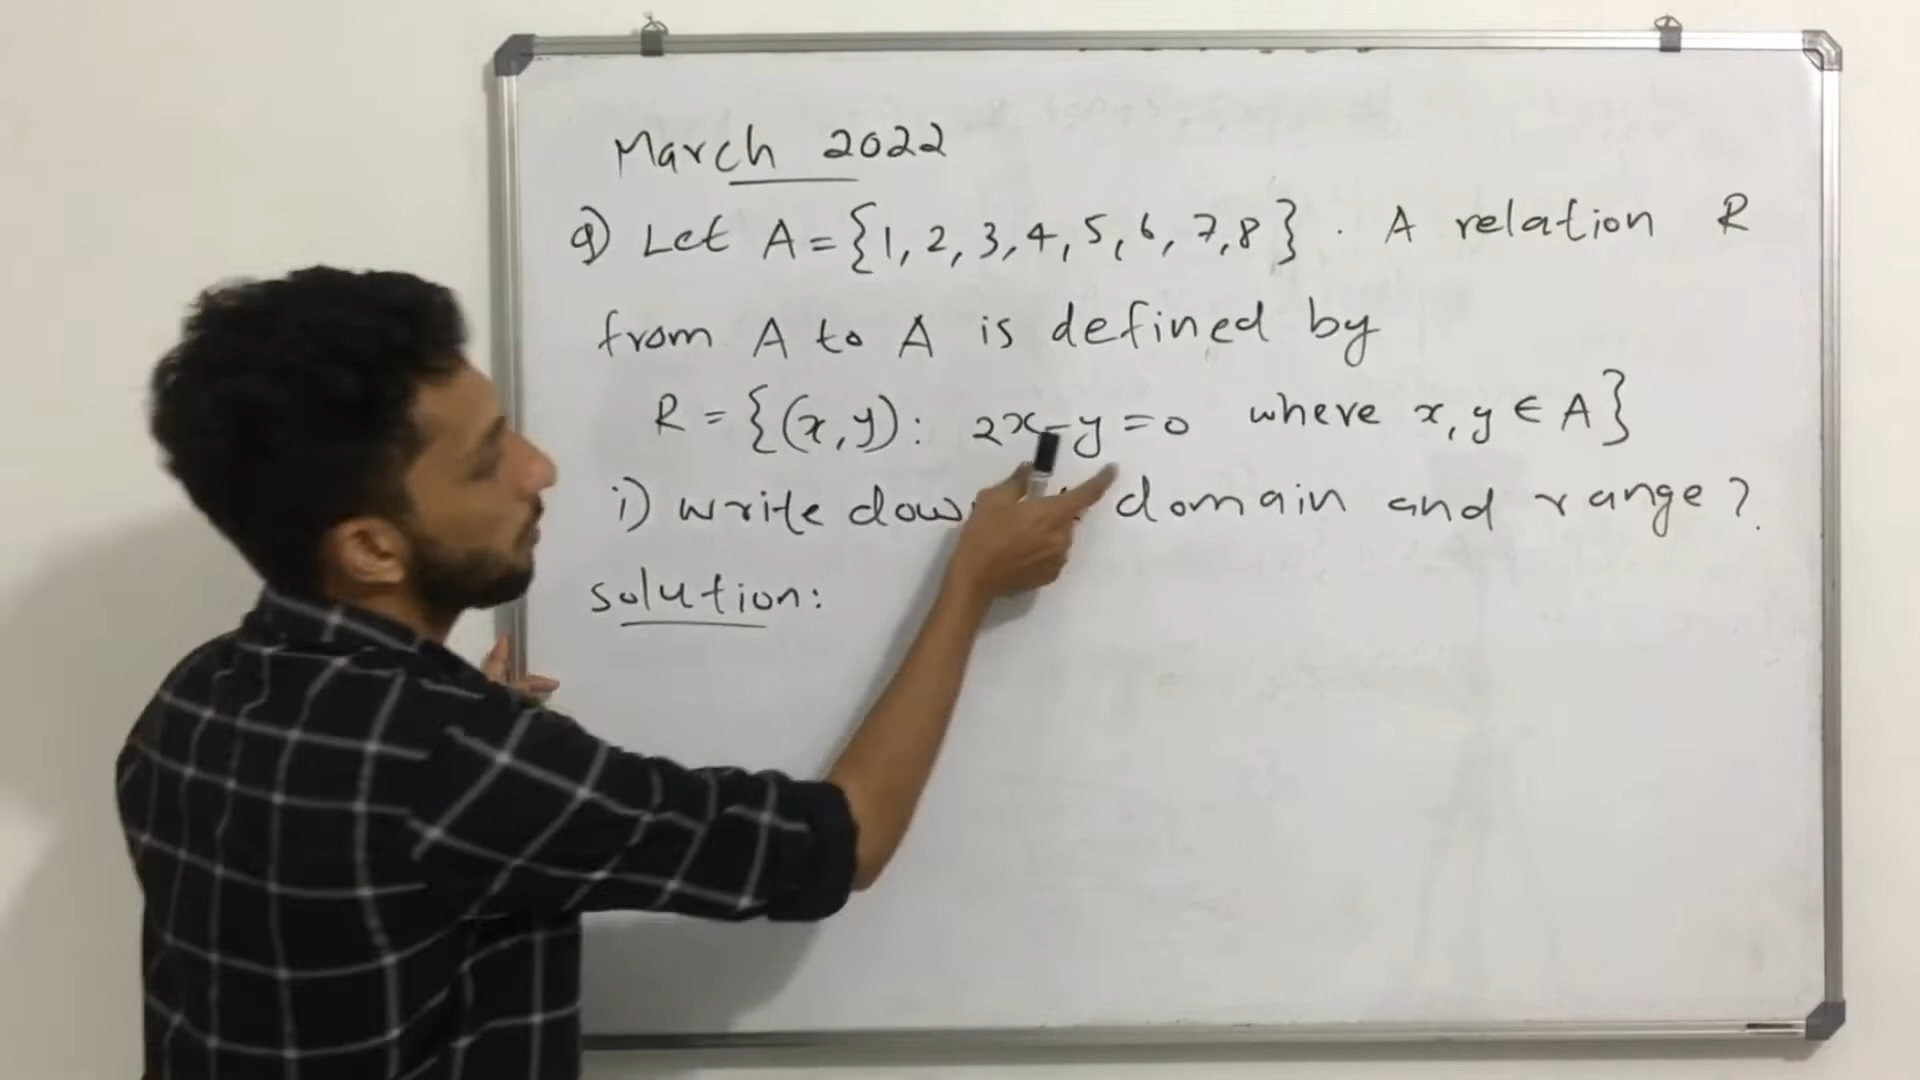 March 2022
Q) Let A = {1, 2, 3, 4, 5, 6, 7, 8} . A relation R
from A to A is defined by
R = {(x, y) : 2x - y = 0 where x, y ∈ A}
i) write domain and range ?
solution: